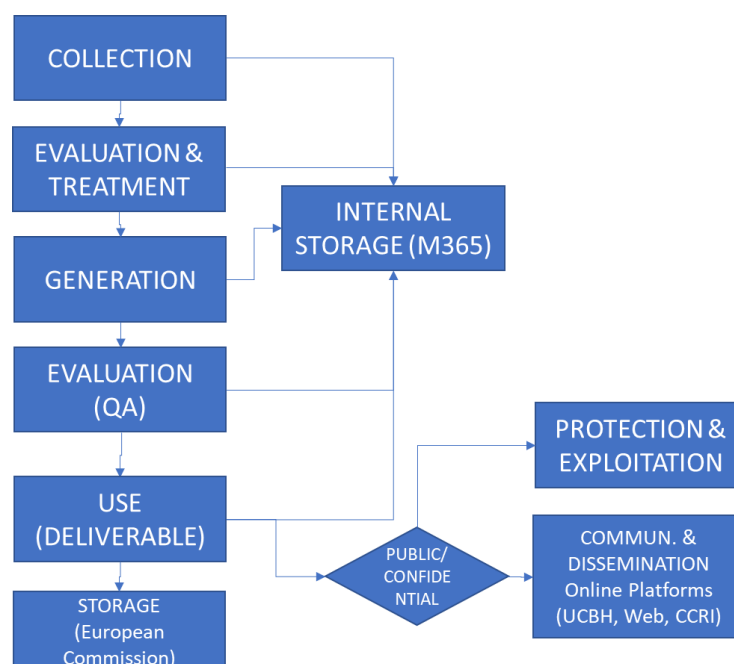 COLLECTION
EVALUATION &
TREATMENT
GENERATION
EVALUATION
(QA)
USE
(DELIVERABLE)
STORAGE
(European
Commission)
INTERNAL
STORAGE (M365)
PUBLIC/
CONFIDE
NTIAL
PROTECTION &
EXPLOITATION
COMMUN. &
DISSEMINATION
Online Platforms
(UCBH, Web, CCRI)